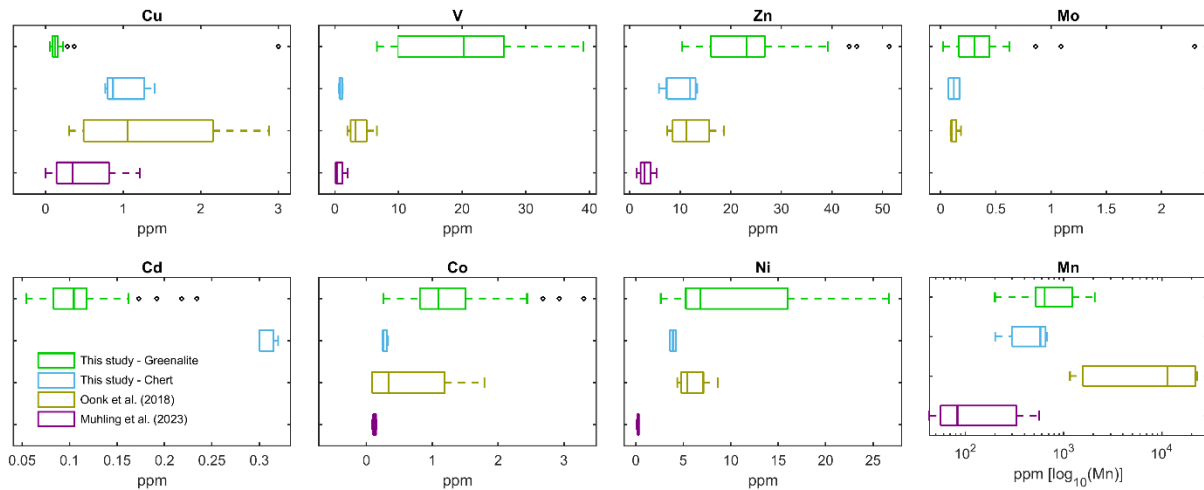 Cu
V
Zn
Mo
0 1 2 3
0 10 20 30 40
0 10 20 30 40 50
0 0.5 1 1.5 2
ppm
ppm
ppm
ppm
Cd
Co
Ni
Mn
This study - Greenalite
This study - Chert
Oonk et al. (2018)
Muhling et al. (2023)
0.05 0.1 0.15 0.2 0.25 0.3
0 1 2 3
0 5 10 15 20 25
10² 10³ 10⁴
ppm
ppm
ppm
ppm [log₁₀(Mn)]